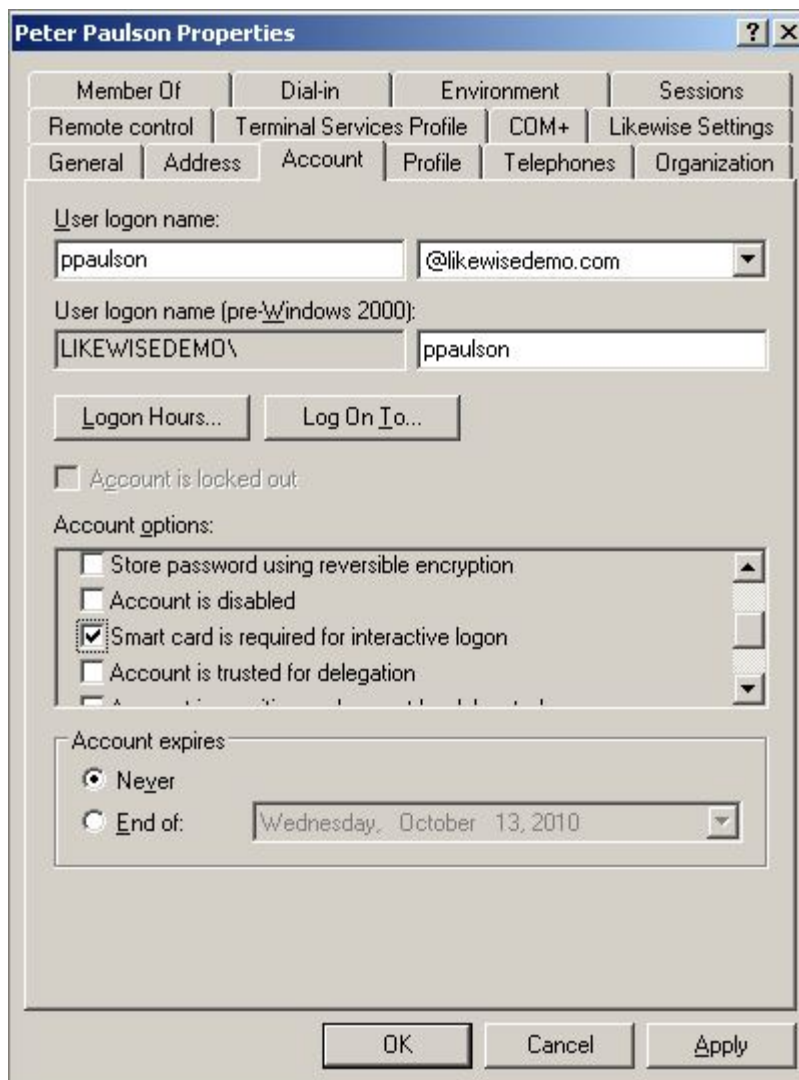 Peter Paulson Properties
Member Of Dial-in Environment Sessions
Remote control Terminal Services Profile COM+ Likewise Settings
General Address Account Profile Telephones Organization
User logon name:
ppaulson @likewisedemo.com
User logon name (pre-Windows 2000):
LIKEWISEDEMO\ ppaulson
Logon Hours... Log On To...
Account is locked out
Account options:
Store password using reversible encryption
Account is disabled
Smart card is required for interactive logon
Account is trusted for delegation
Account expires
Never
End of: Wednesday, October 13, 2010
OK Cancel Apply